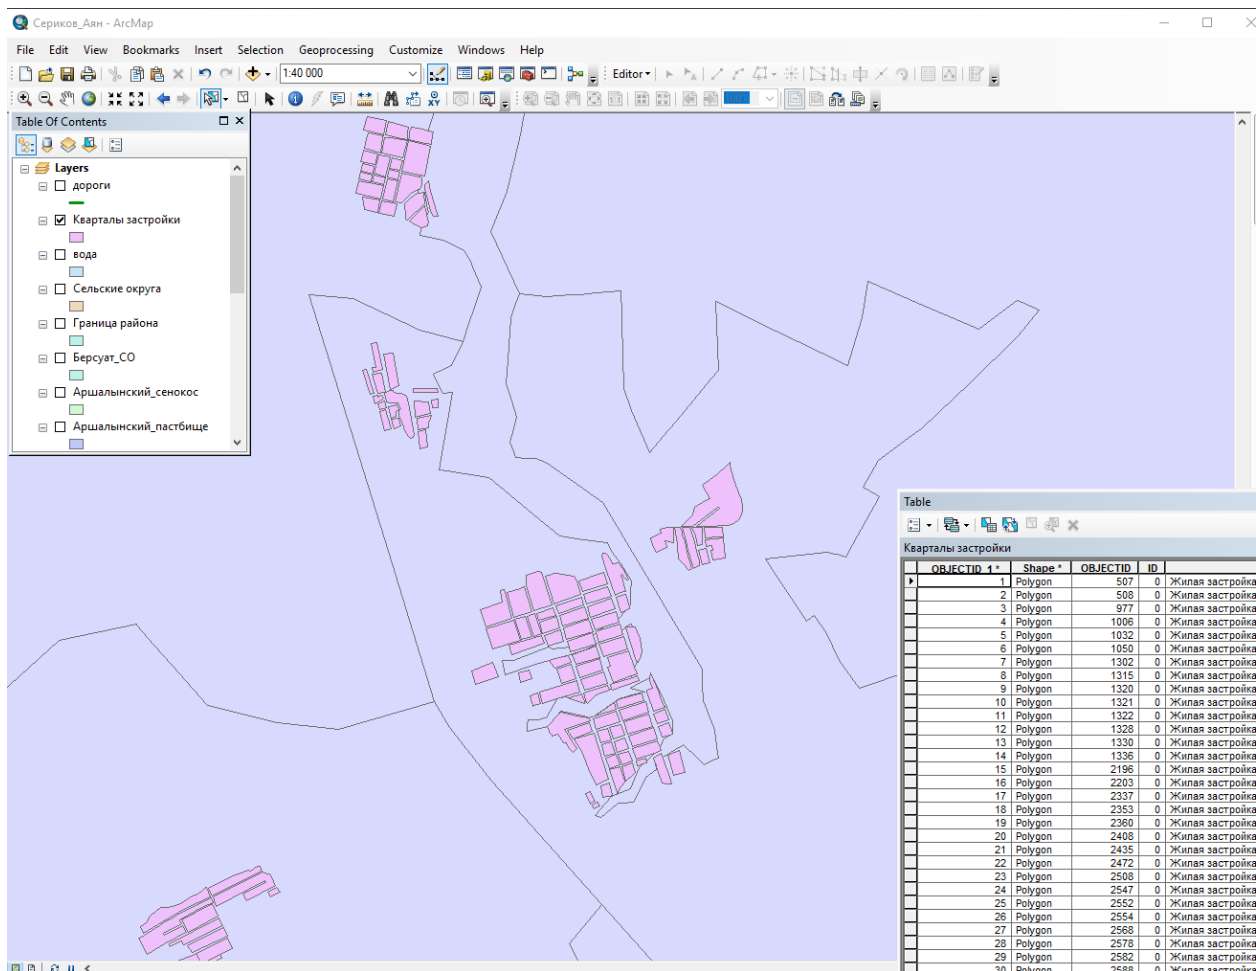 Сериков_Аян - ArcMap
File Edit View Bookmarks Insert Selection Geoprocessing Customize Windows Help
1:40 000
Editor
Table Of Contents
Layers
дороги
Кварталы застройки
вода
Сельские округа
Граница района
Берсуат_СО
Аршалынский_сенокос
Аршалынский_пастбище
Table
Кварталы застройки
OBJECTID_1 * Shape * OBJECTID ID
1 Polygon 507 0 Жилая застройка
2 Polygon 508 0 Жилая застройка
3 Polygon 977 0 Жилая застройка
4 Polygon 1006 0 Жилая застройка
5 Polygon 1032 0 Жилая застройка
6 Polygon 1050 0 Жилая застройка
7 Polygon 1302 0 Жилая застройка
8 Polygon 1315 0 Жилая застройка
9 Polygon 1320 0 Жилая застройка
10 Polygon 1321 0 Жилая застройка
11 Polygon 1322 0 Жилая застройка
12 Polygon 1328 0 Жилая застройка
13 Polygon 1330 0 Жилая застройка
14 Polygon 1336 0 Жилая застройка
15 Polygon 2196 0 Жилая застройка
16 Polygon 2203 0 Жилая застройка
17 Polygon 2337 0 Жилая застройка
18 Polygon 2353 0 Жилая застройка
19 Polygon 2360 0 Жилая застройка
20 Polygon 2408 0 Жилая застройка
21 Polygon 2435 0 Жилая застройка
22 Polygon 2472 0 Жилая застройка
23 Polygon 2508 0 Жилая застройка
24 Polygon 2547 0 Жилая застройка
25 Polygon 2552 0 Жилая застройка
26 Polygon 2554 0 Жилая застройка
27 Polygon 2568 0 Жилая застройка
28 Polygon 2578 0 Жилая застройка
29 Polygon 2582 0 Жилая застройка
30 Polygon 2588 0 Жилая застройка